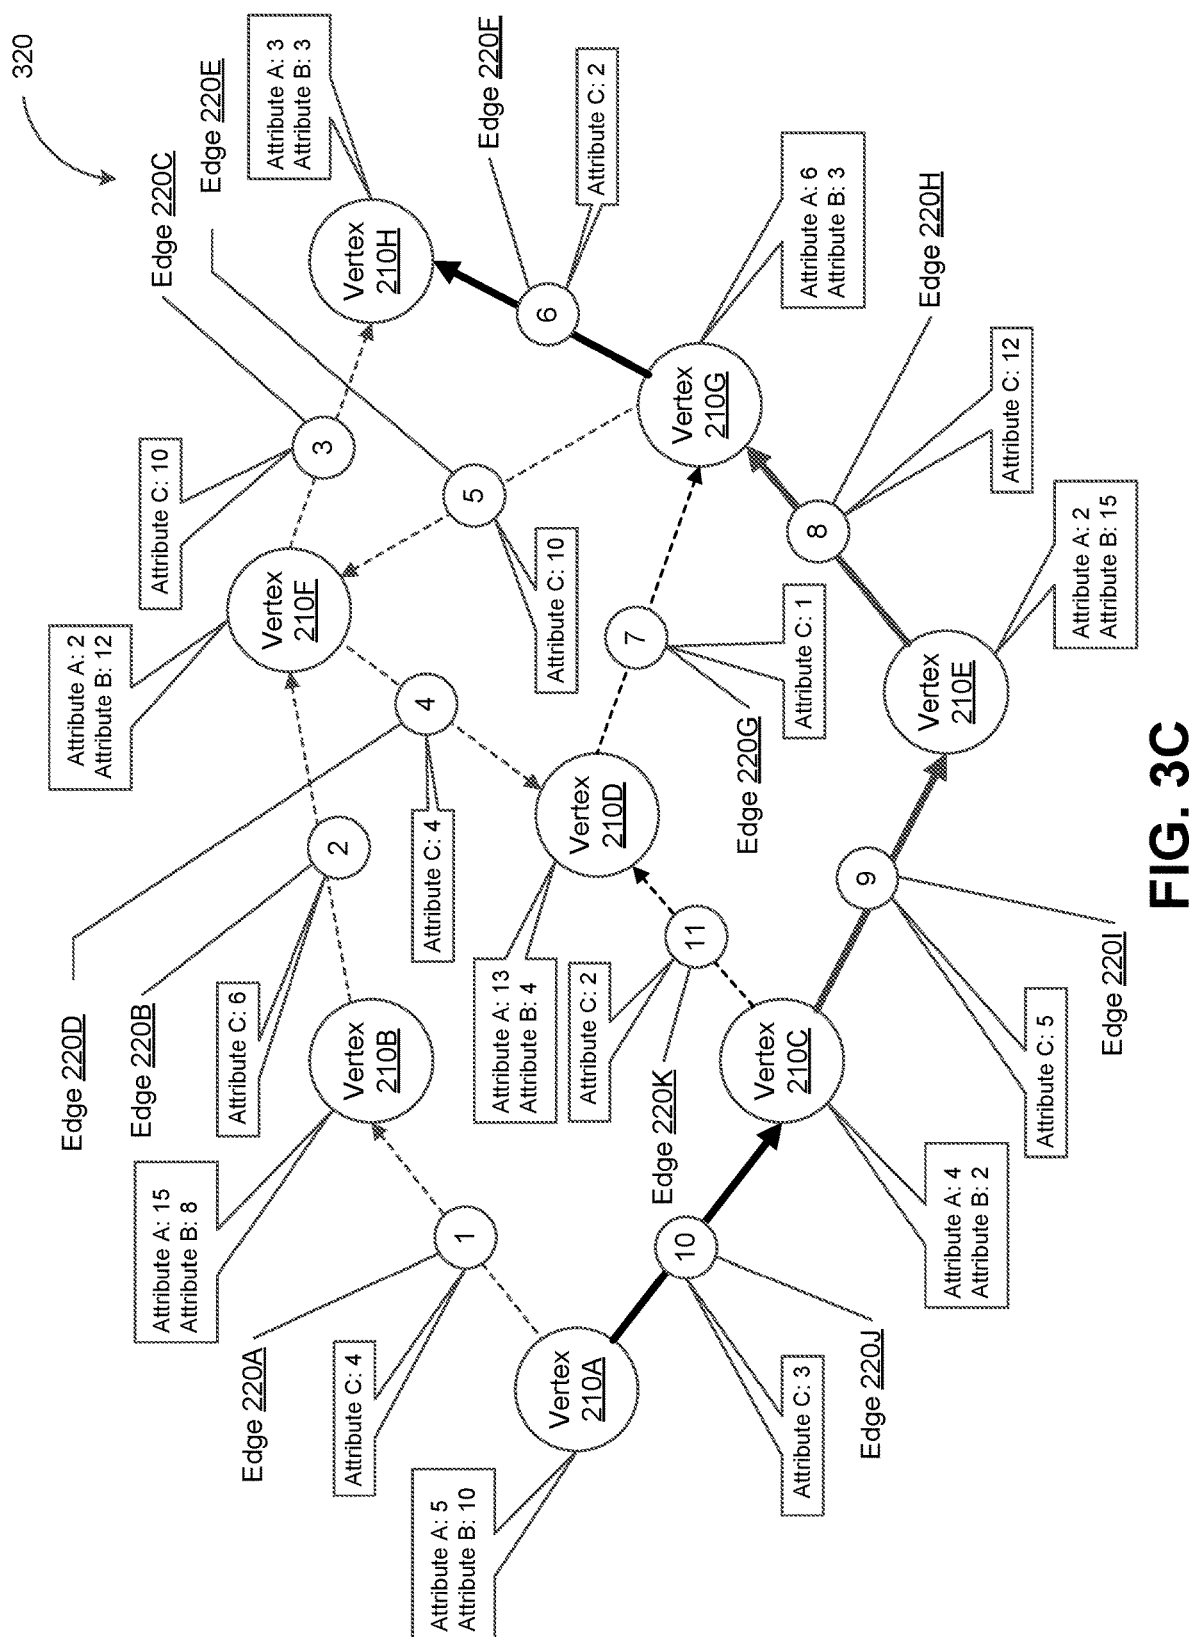 320
Edge 220C
Edge 220E
Attribute A: 3
Attribute B: 3
Edge 220F
Attribute C: 2
Vertex
210H
6
Attribute A: 6
Attribute B: 3
Edge 220H
Attribute C: 12
Vertex
210G
8
Attribute C: 10
3
5
Attribute C: 10
Attribute A: 2
Attribute B: 12
Vertex
210F
7
Attribute C: 1
Edge 220G
Attribute A: 2
Attribute B: 15
Vertex
210E
4
Attribute C: 4
Vertex
210D
2
9
11
Edge 220D
Edge 220B
Attribute C: 6
Attribute A: 13
Attribute B: 4
Attribute C: 2
Edge 220K
Vertex
210B
Vertex
210C
Attribute C: 5
Edge 220I
Attribute A: 15
Attribute B: 8
1
10
Attribute A: 4
Attribute B: 2
Edge 220A
Attribute C: 4
Vertex
210A
Attribute C: 3
Edge 220J
Attribute A: 5
Attribute B: 10
FIG. 3C